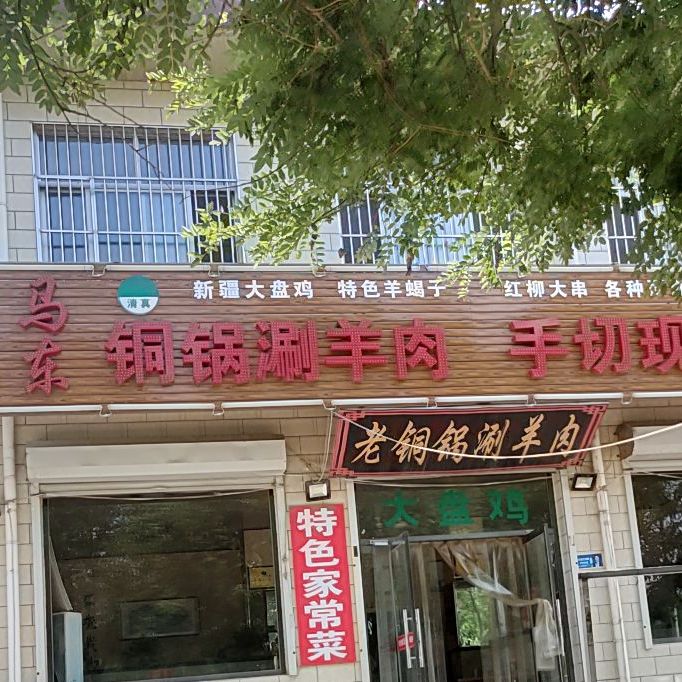 马东
清真
新疆大盘鸡 特色羊蝎子 红柳大串 各种
铜锅涮羊肉 手切现
老铜锅涮羊肉
大盘鸡
特色家常菜